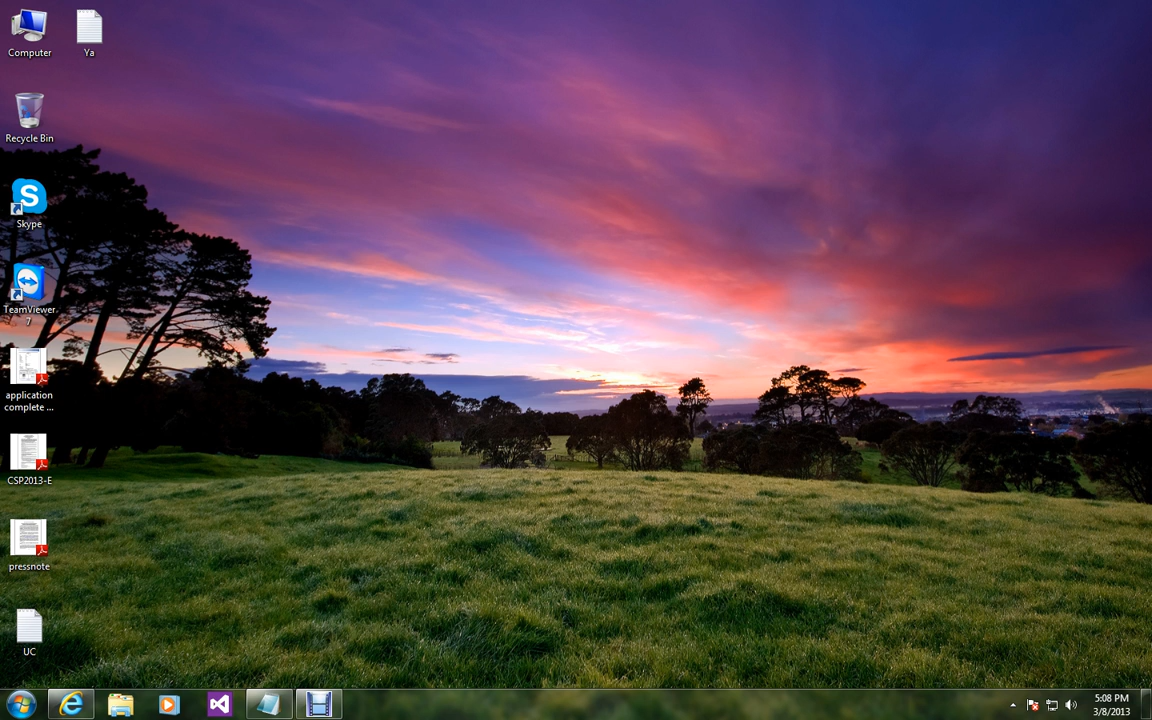 Computer
Ya
Recycle Bin
Skype
TeamViewer
7
application
complete ...
CSP2013-E
pressnote
UC
5:08 PM
3/8/2013